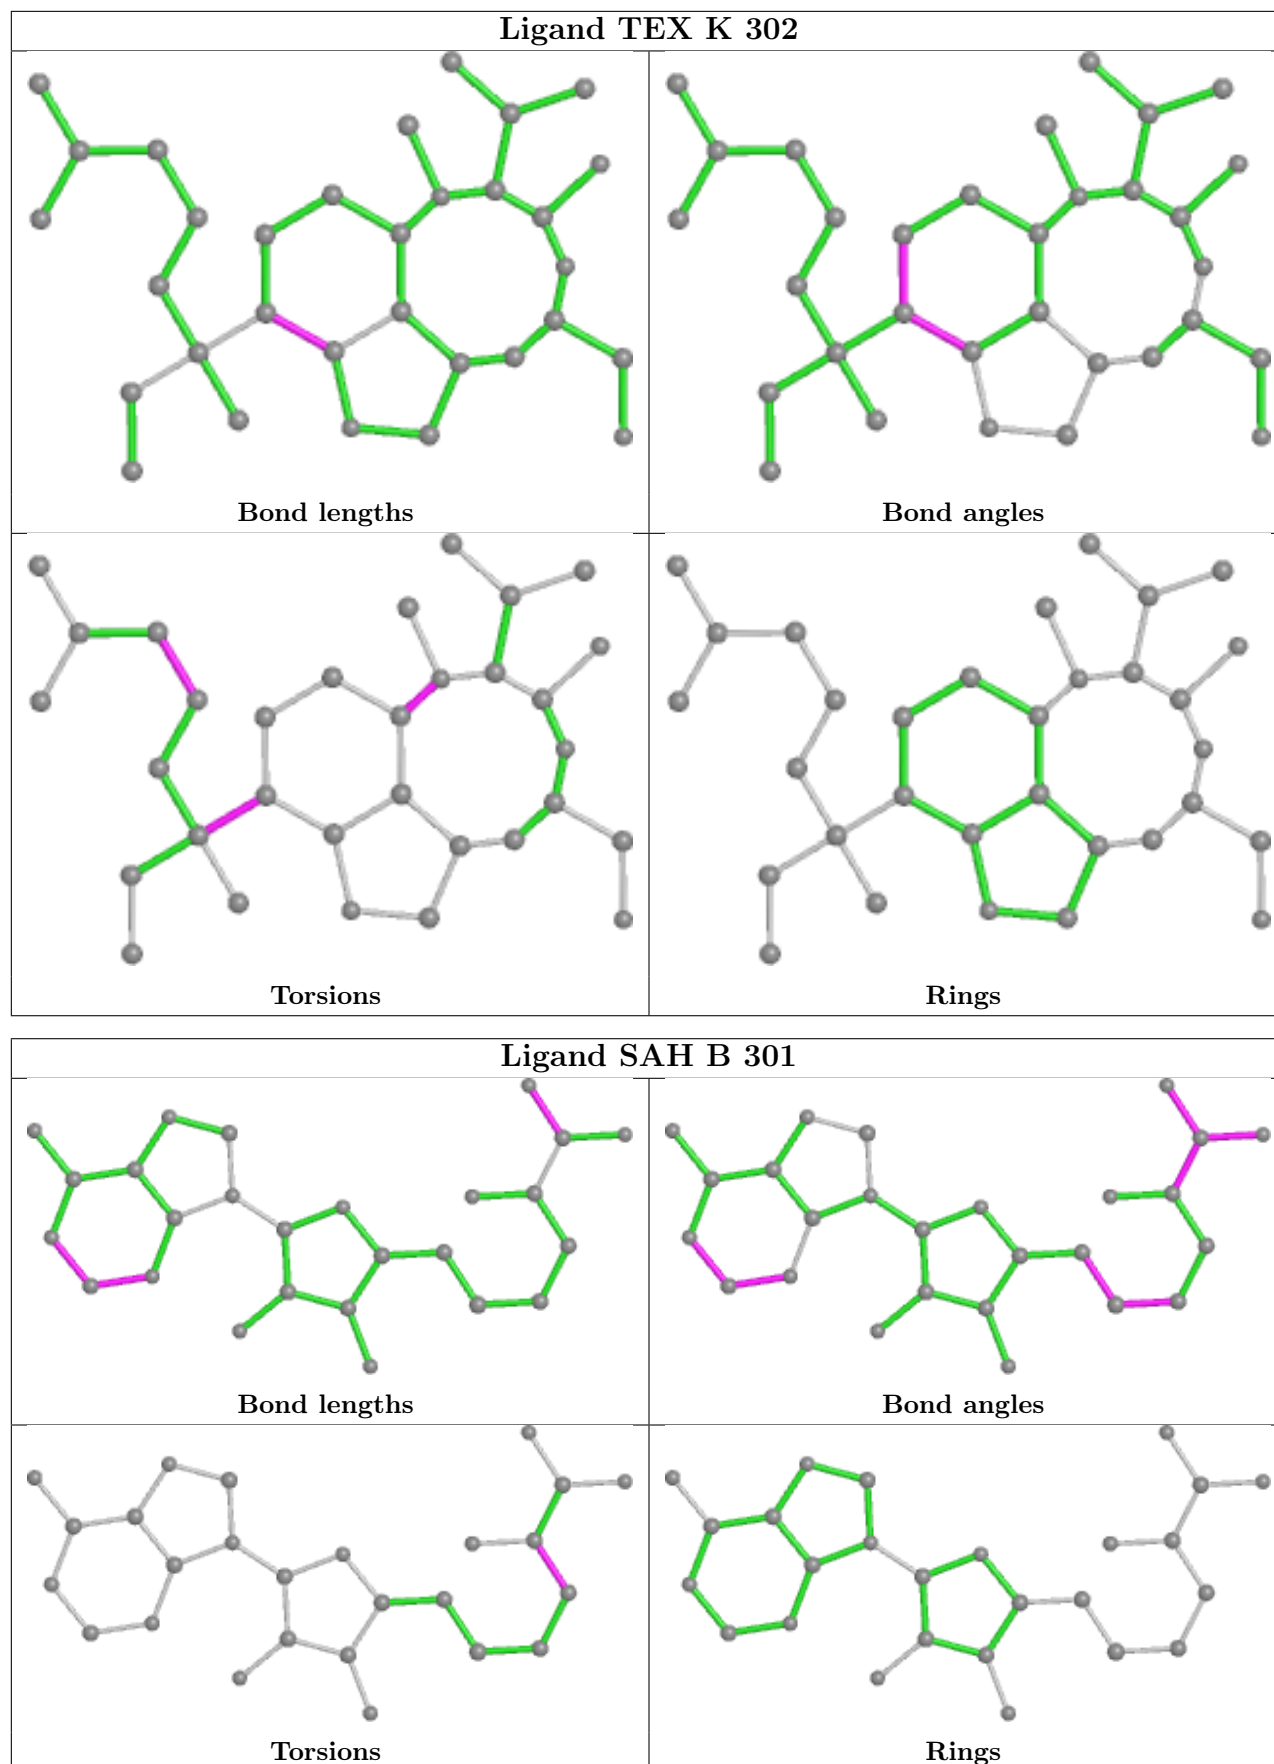 Ligand TEX K 302
Bond lengths
Bond angles
Torsions
Rings
Ligand SAH B 301
Bond lengths
Bond angles
Torsions
Rings